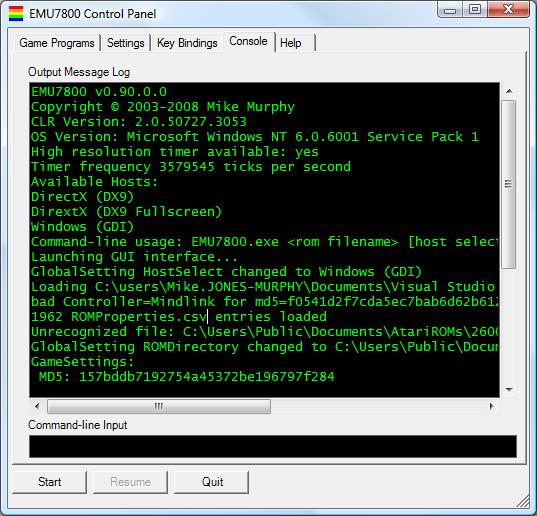 EMU7800 Control Panel
Game Programs Settings Key Bindings Console Help
Output Message Log
EMU7800 v0.90.0.0
Copyright © 2003-2008 Mike Murphy
CLR Version: 2.0.50727.3053
OS Version: Microsoft Windows NT 6.0.6001 Service Pack 1
High resolution timer available: yes
Timer frequency 3579545 ticks per second
Available Hosts:
DirectX (DX9)
DirextX (DX9 Fullscreen)
Windows (GDI)
Command-line usage: EMU7800.exe <rom filename> [host select
Launching GUI interface...
GlobalSetting HostSelect changed to Windows (GDI)
Loading C:\users\Mike.JONES-MURPHY\Documents\Visual Studio
bad Controller=Mindlink for md5=f0541d2f7cda5ec7bab6d62b612
1962 ROMProperties.csv entries loaded
Unrecognized file: C:\Users\Public\Documents\AtariROMs\2600
GlobalSetting ROMDirectory changed to C:\Users\Public\Docum
GameSettings:
MD5: 157bddb7192754a45372be196797f284
Command-line Input
Start Resume Quit